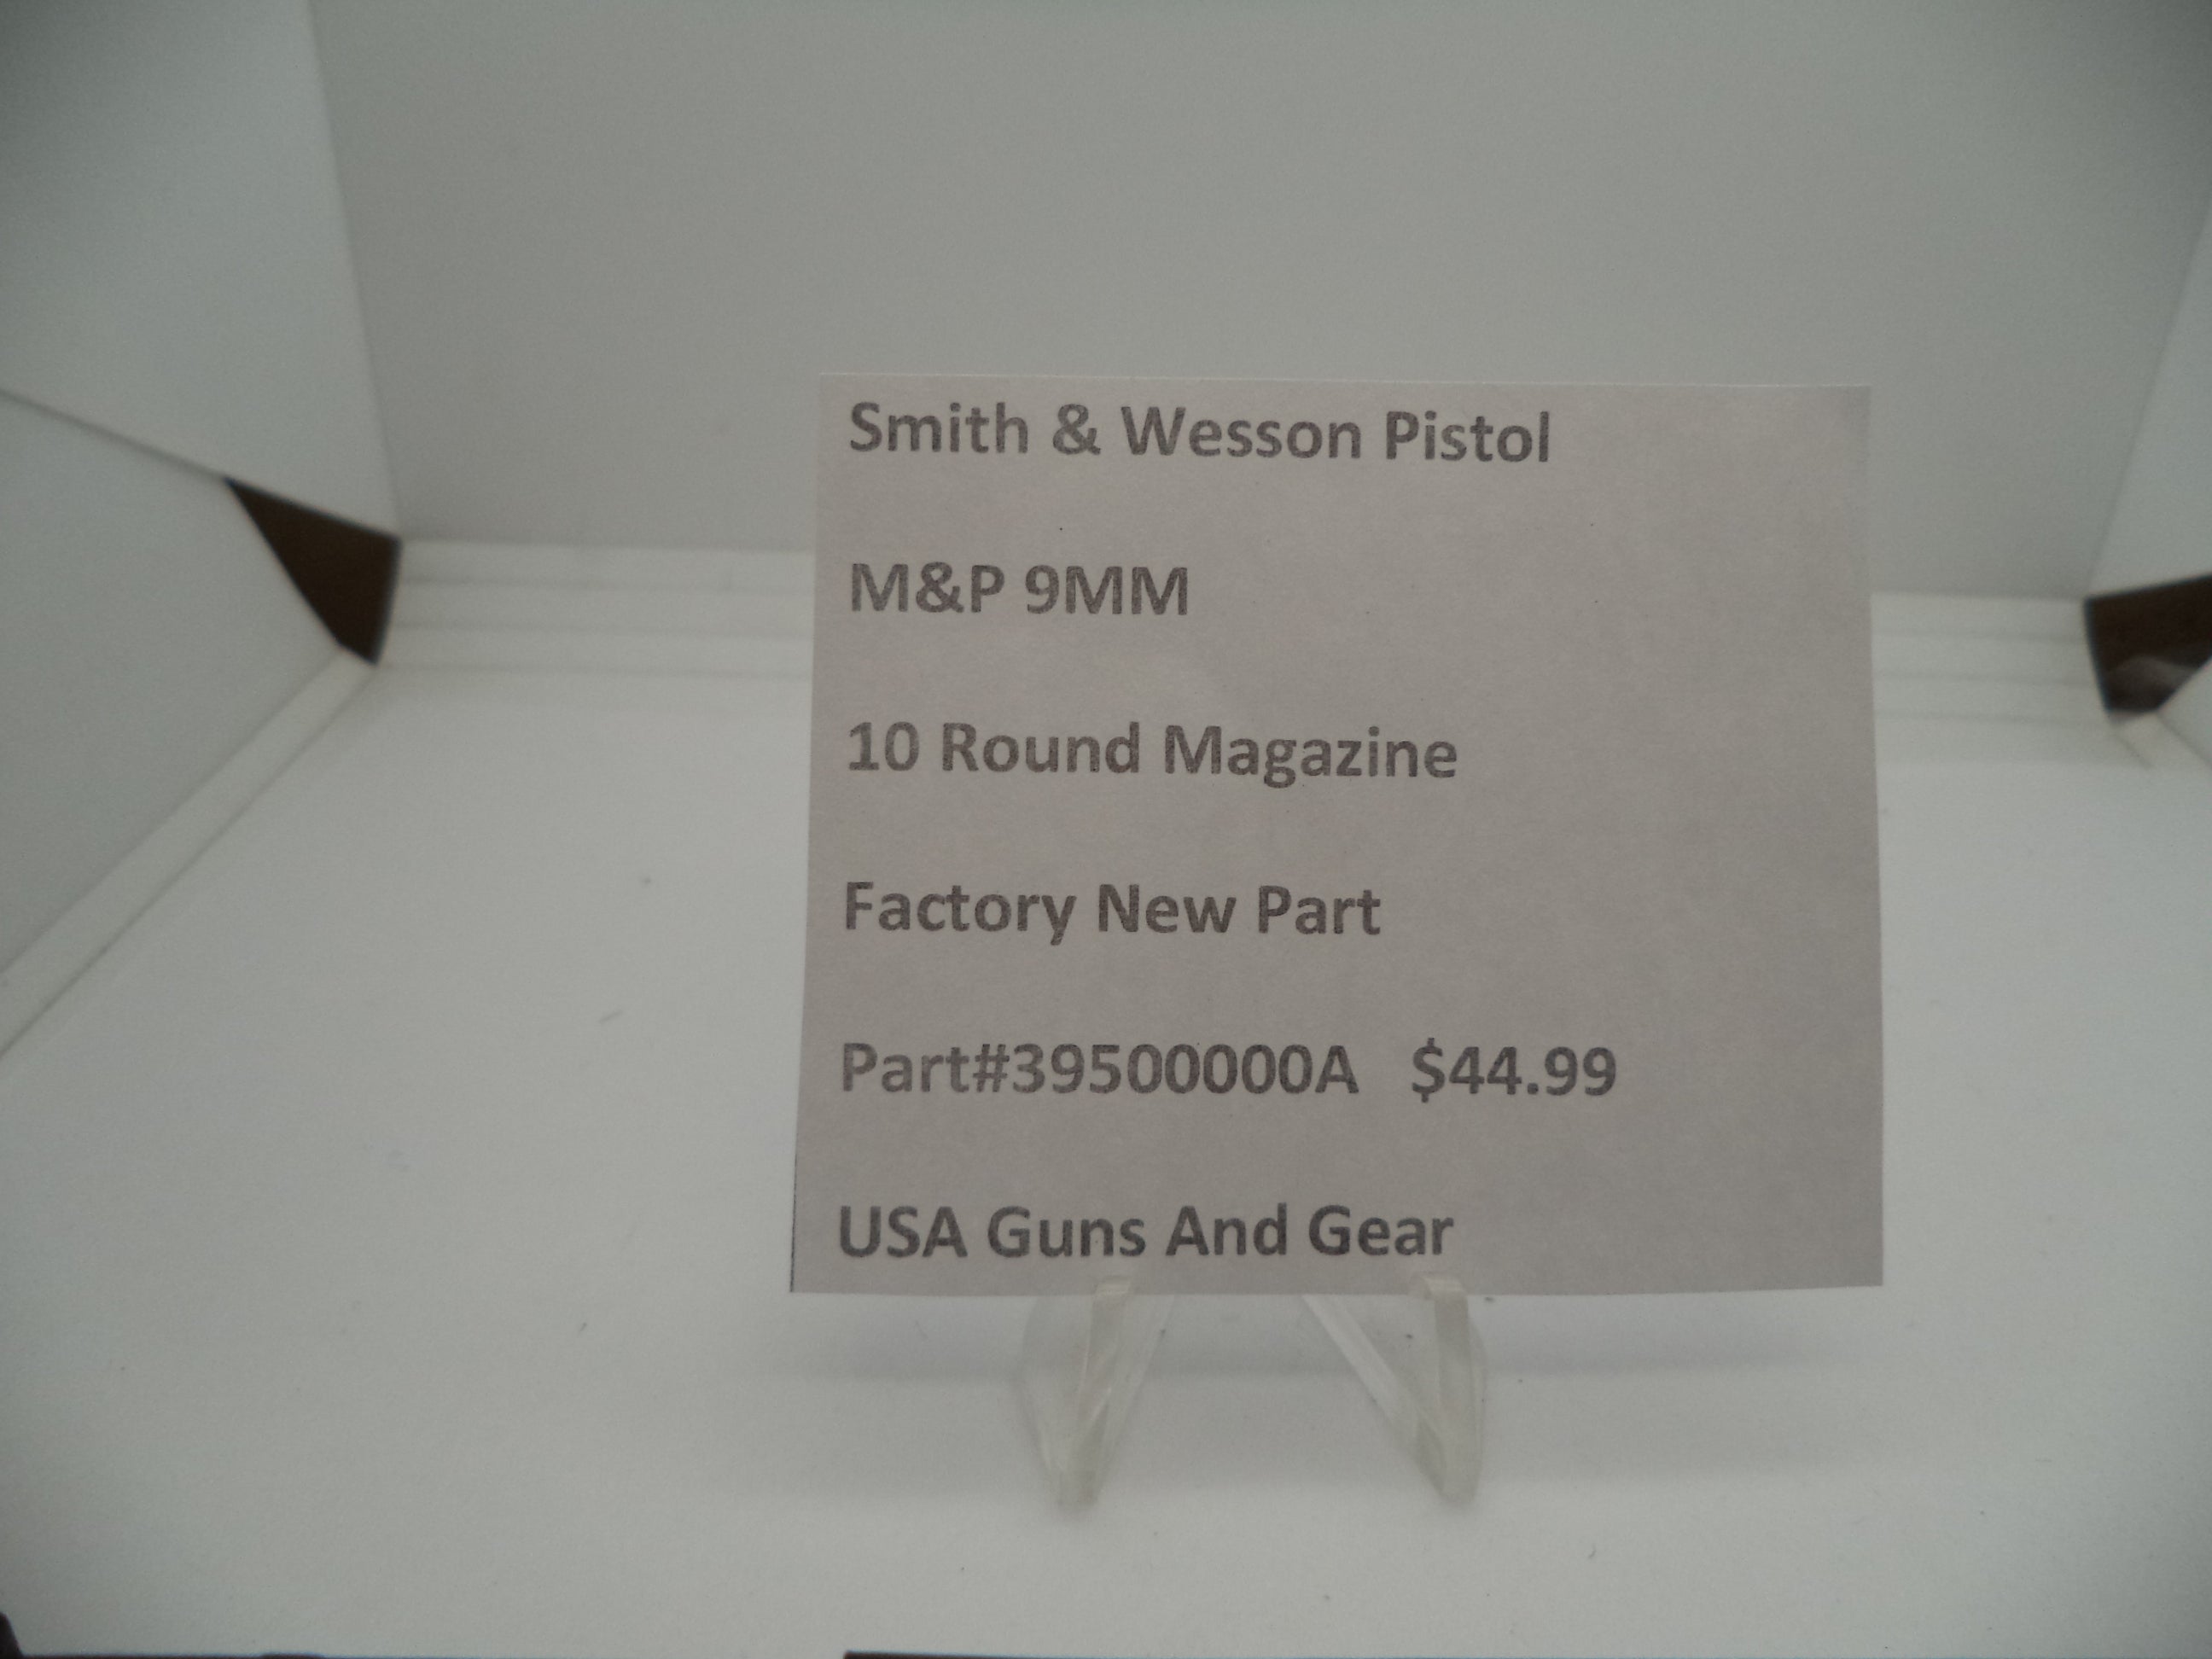 Smith & Wesson Pistol
M&P 9MM
10 Round Magazine
Factory New Part
Part#39500000A $44.99
USA Guns And Gear